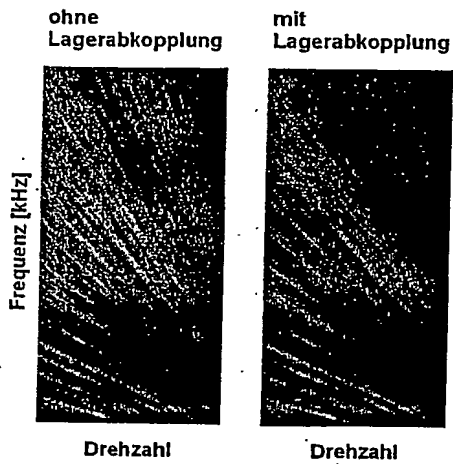 ohne
Lagerabkopplung
mit
Lagerabkopplung
Frequenz [kHz]
Drehzahl
Drehzahl